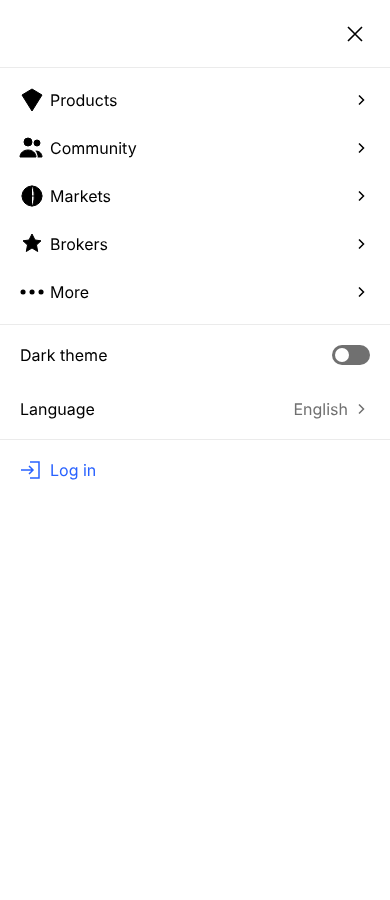 Products
Community
Markets
Brokers
More
Dark theme
Language English
Log in